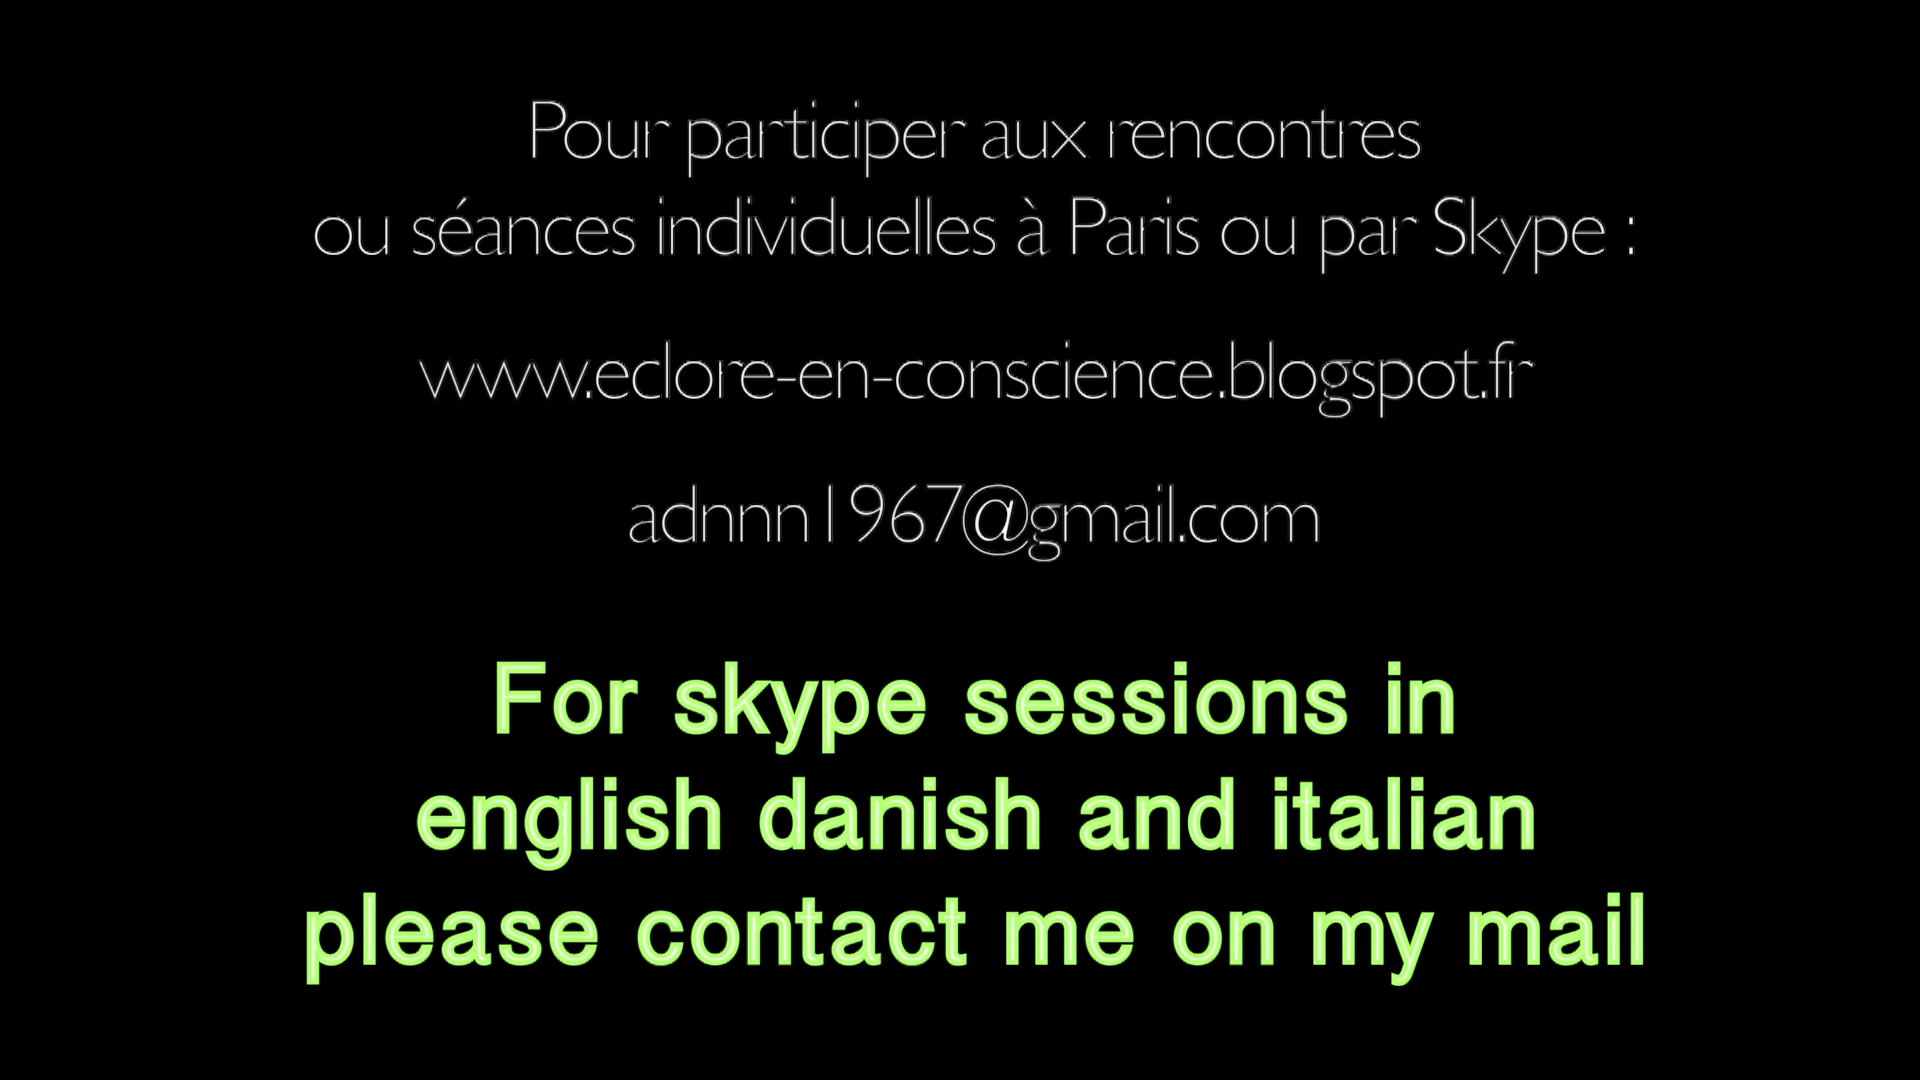 Pour participer aux rencontres
ou séances individuelles à Paris ou par Skype :
www.eclore-en-conscience.blogspot.fr
adnnn1967@gmail.com
For skype sessions in
english danish and italian
please contact me on my mail